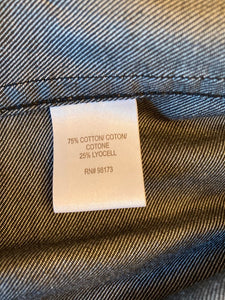 75% COTTON/ COTON/
COTONE
25% LYOCELL
RN# 98173